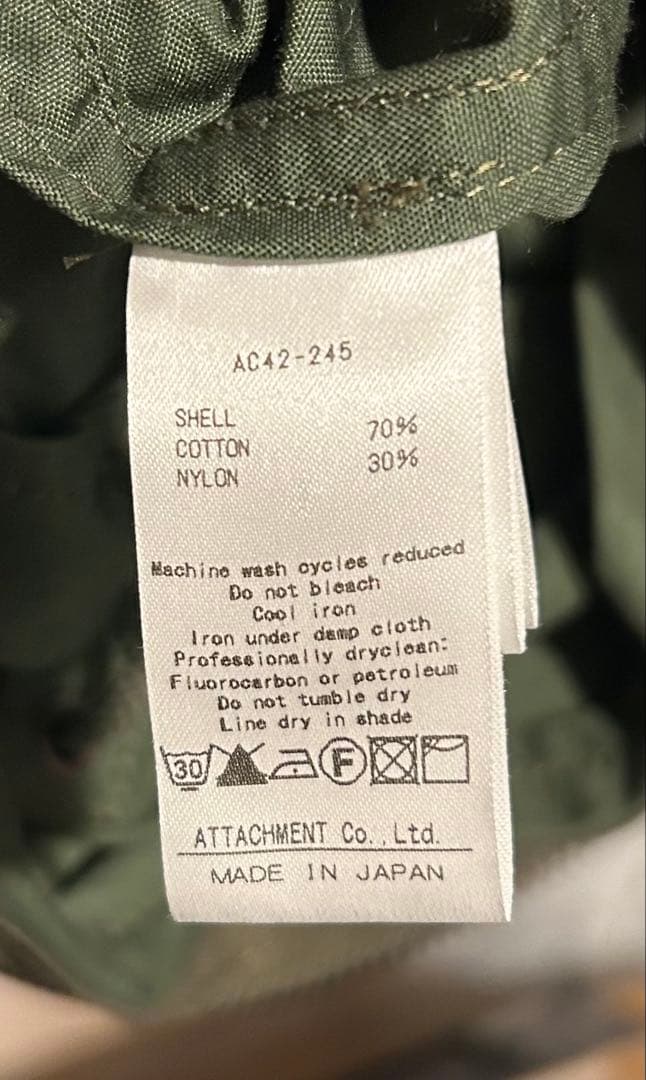 AC42-245
SHELL
COTTON 70%
NYLON 30%
Machine wash cycles reduced
Do not bleach
Cool iron
Iron under damp cloth
Professionally dryclean:
Fluorocarbon or petroleum
Do not tumble dry
Line dry in shade
30 F
ATTACHMENT Co., Ltd.
MADE IN JAPAN